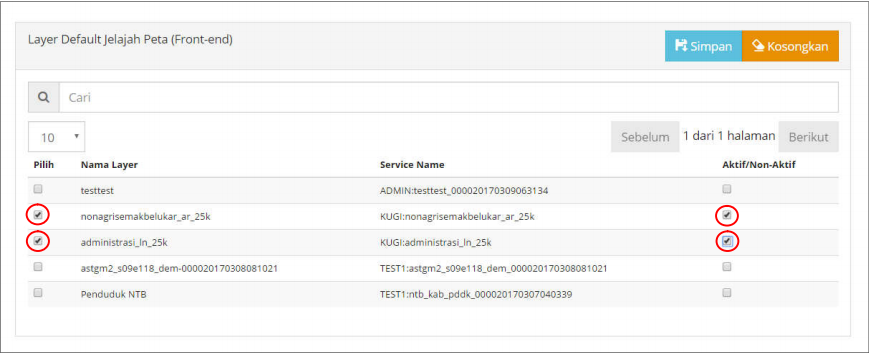 Layer Default Jelajah Peta (Front-end) Simpan Kosongkan
Cari
10 Sebelum 1 dari 1 halaman Berikut
Pilih Nama Layer Service Name Aktif/Non-Aktif
testtest ADMIN:testtest_000020170309063134
nonagrisemakbelukar_ar_25k KUGI:nonagrisemakbelukar_ar_25k
administrasi_ln_25k KUGI:administrasi_ln_25k
astgm2_s09e118_dem-000020170308081021 TEST1:astgm2_s09e118_dem_000020170308081021
Penduduk NTB TEST1:ntb_kab_pddk_000020170307040339